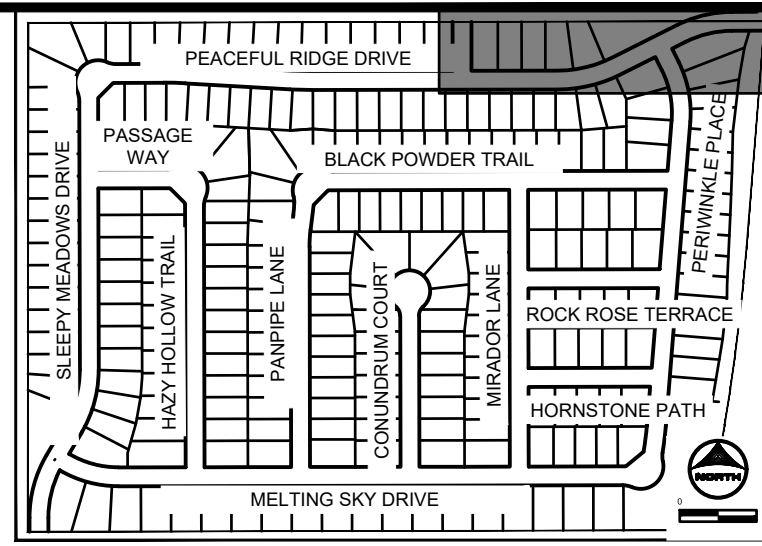 PEACEFUL RIDGE DRIVE
PASSAGE
WAY
BLACK POWDER TRAIL
PERIWINKLE PLACE
SLEEPY MEADOWS DRIVE
HAZY HOLLOW TRAIL
PANPIPE LANE
CONUNDRUM COURT
MIRADOR LANE
ROCK ROSE TERRACE
HORNSTONE PATH
MELTING SKY DRIVE
NORTH
0